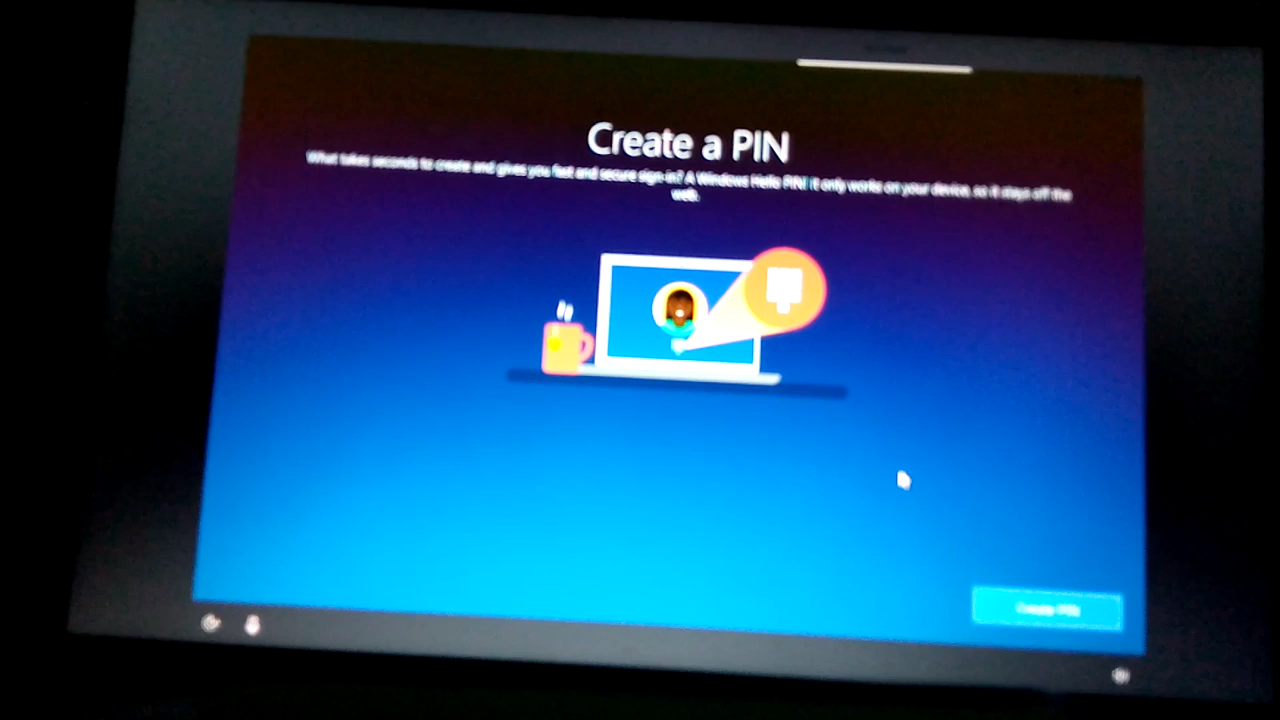 Create a PIN
What takes seconds to create and gives you fast and secure sign-in? A Windows Hello PIN! It only works on your device, so it stays off the
web.
Create PIN